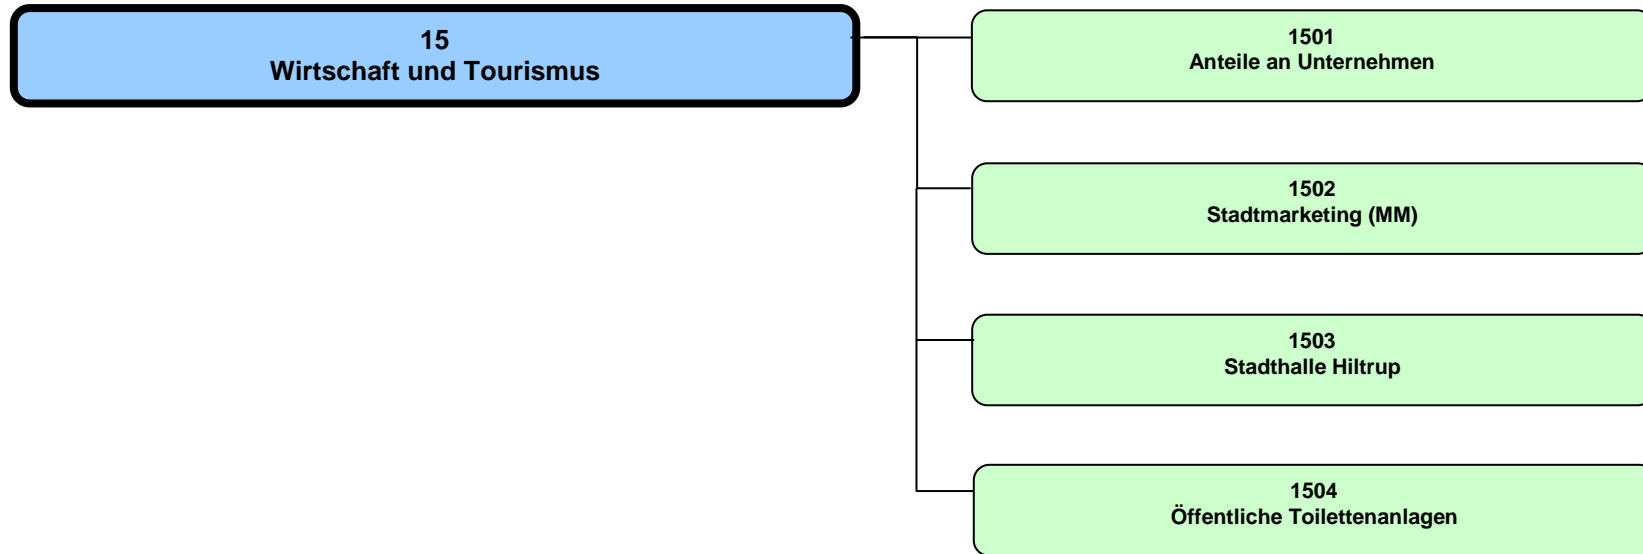 15
Wirtschaft und Tourismus
1501
Anteile an Unternehmen
1502
Stadtmarketing (MM)
1503
Stadthalle Hiltrup
1504
Öffentliche Toilettenanlagen